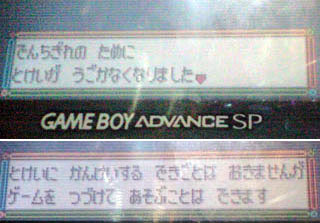 でんちぎれの ために
とけいが うごかなくなりました
GAME BOY ADVANCE SP
とけいに かんけいする できごとは おきませんが
ゲームを つづけて あそぶことは できます